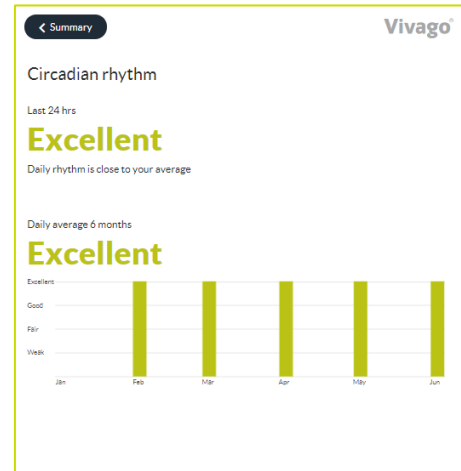 Summary
Vivago
Circadian rhythm
Last 24 hrs
Excellent
Daily rhythm is close to your average
Daily average 6 months
Excellent
Excellent
Good
Fair
Weak
Jan Feb Mar Apr May Jun